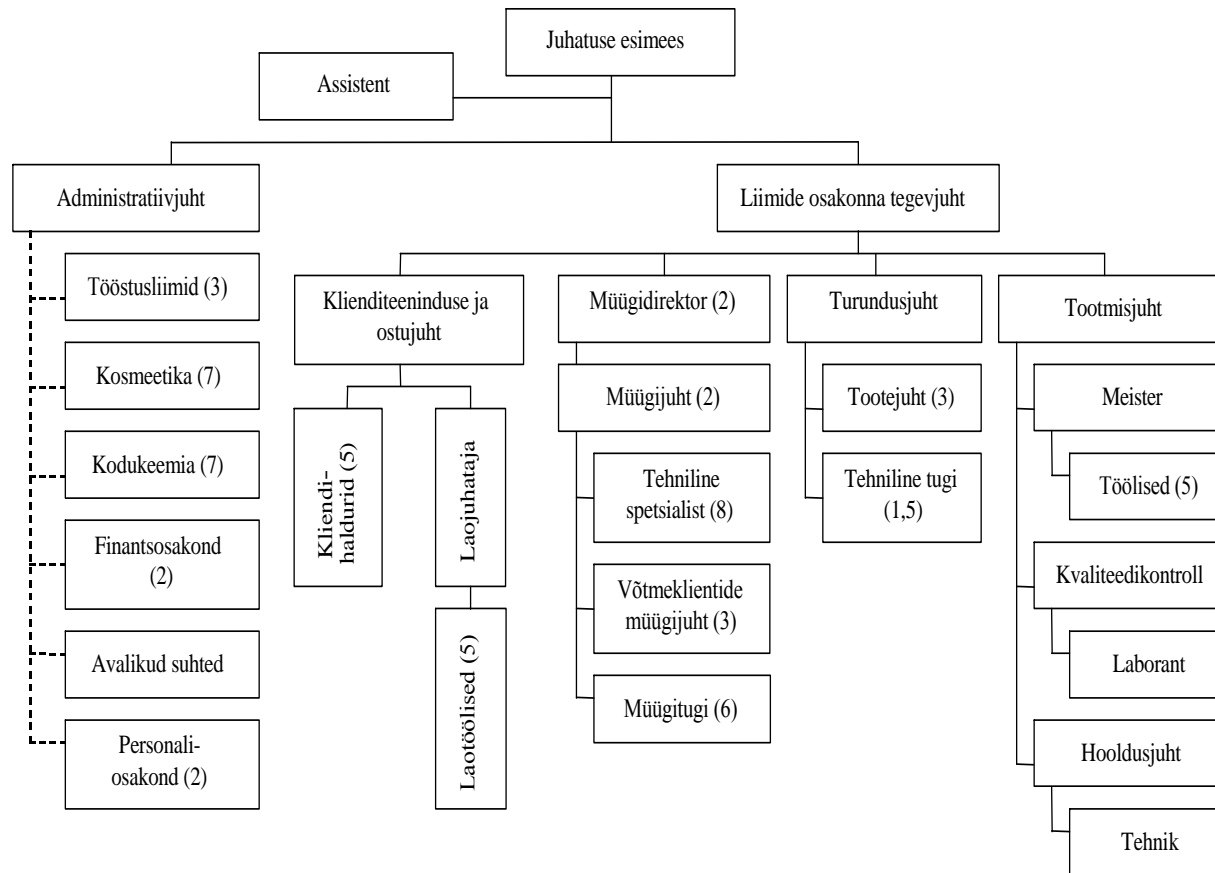 Juhatuse esimees
Assistent
Administratiivjuht
Liimide osakonna tegevjuht
Tööstusliimid (3)
Kosmeetika (7)
Kodukeemia (7)
Finantsosakond
(2)
Avalikud suhted
Personali-
osakond (2)
Klienditeeninduse ja
ostujuht
Kliendi-
haldurid (5)
Laojuhataja
Laotöölised (5)
Müügidirektor (2)
Müügijuht (2)
Tehniline
spetsialist (8)
Võtmeklientide
müügijuht (3)
Müügitugi (6)
Turundusjuht
Tootejuht (3)
Tehniline tugi
(1,5)
Tootmisjuht
Meister
Töölised (5)
Kvaliteedikontroll
Laborant
Hooldusjuht
Tehnik